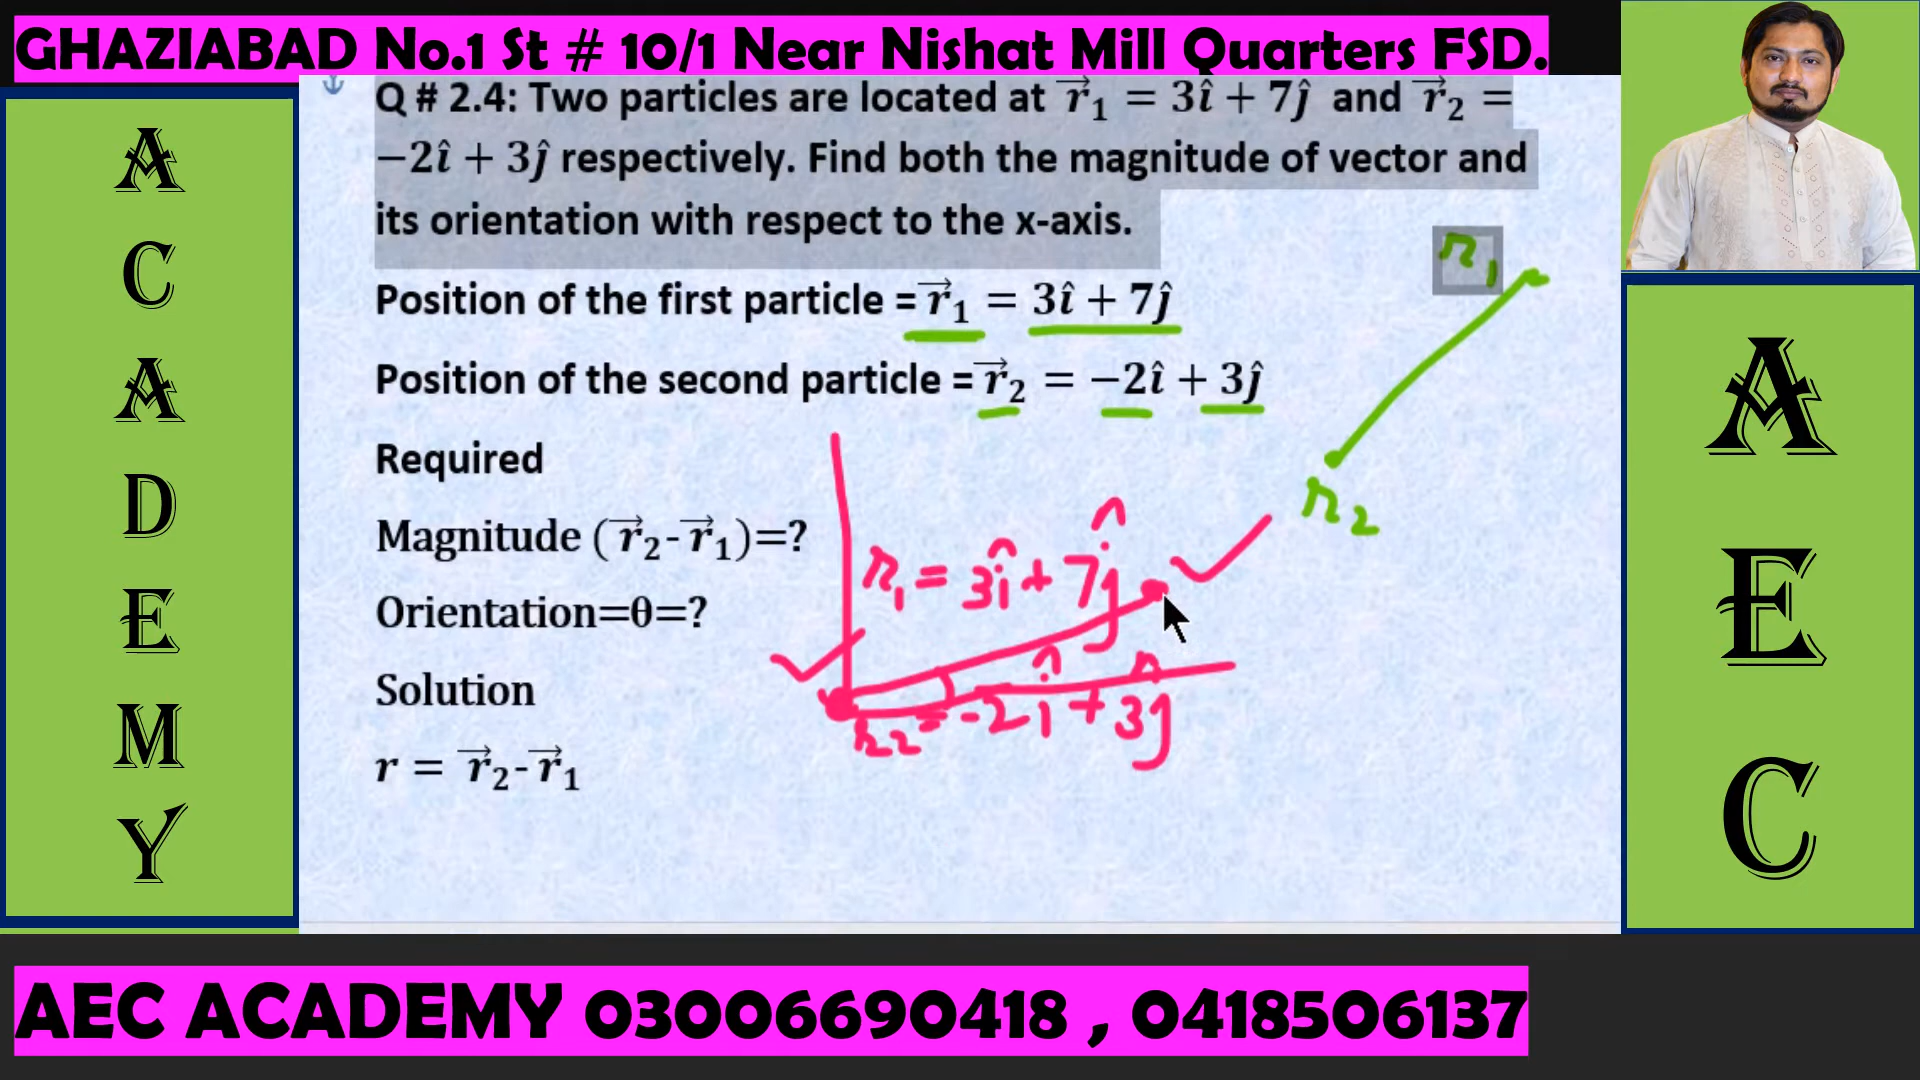 GHAZIABAD No.1 St # 10/1 Near Nishat Mill Quarters FSD.
ACADEMY
Q # 2.4: Two particles are located at r⃗₁ = 3î + 7ĵ and r⃗₂ =
−2î + 3ĵ respectively. Find both the magnitude of vector and
its orientation with respect to the x-axis.
Position of the first particle = r⃗₁ = 3î + 7ĵ
Position of the second particle = r⃗₂ = −2î + 3ĵ
Required
Magnitude (r⃗₂-r⃗₁)=?
Orientation=θ=?
Solution
r = r⃗₂-r⃗₁
r₁ = 3î + 7ĵ
r₂ = -2î + 3ĵ
r₁
r₂
AEC
AEC ACADEMY 03006690418 , 0418506137